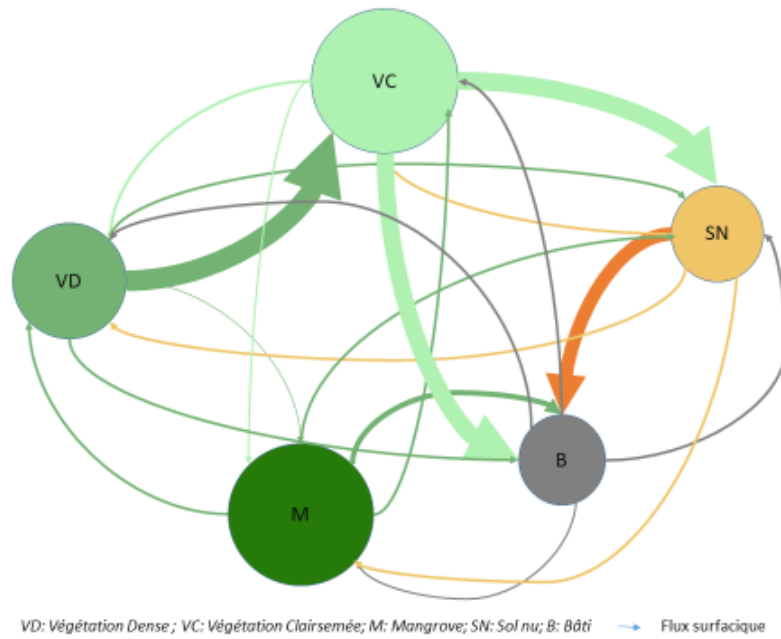 VC
SN
VD
B
M
VD: Végétation Dense ; VC: Végétation Clairsemée; M: Mangrove; SN: Sol nu; B: Bâti Flux surfacique